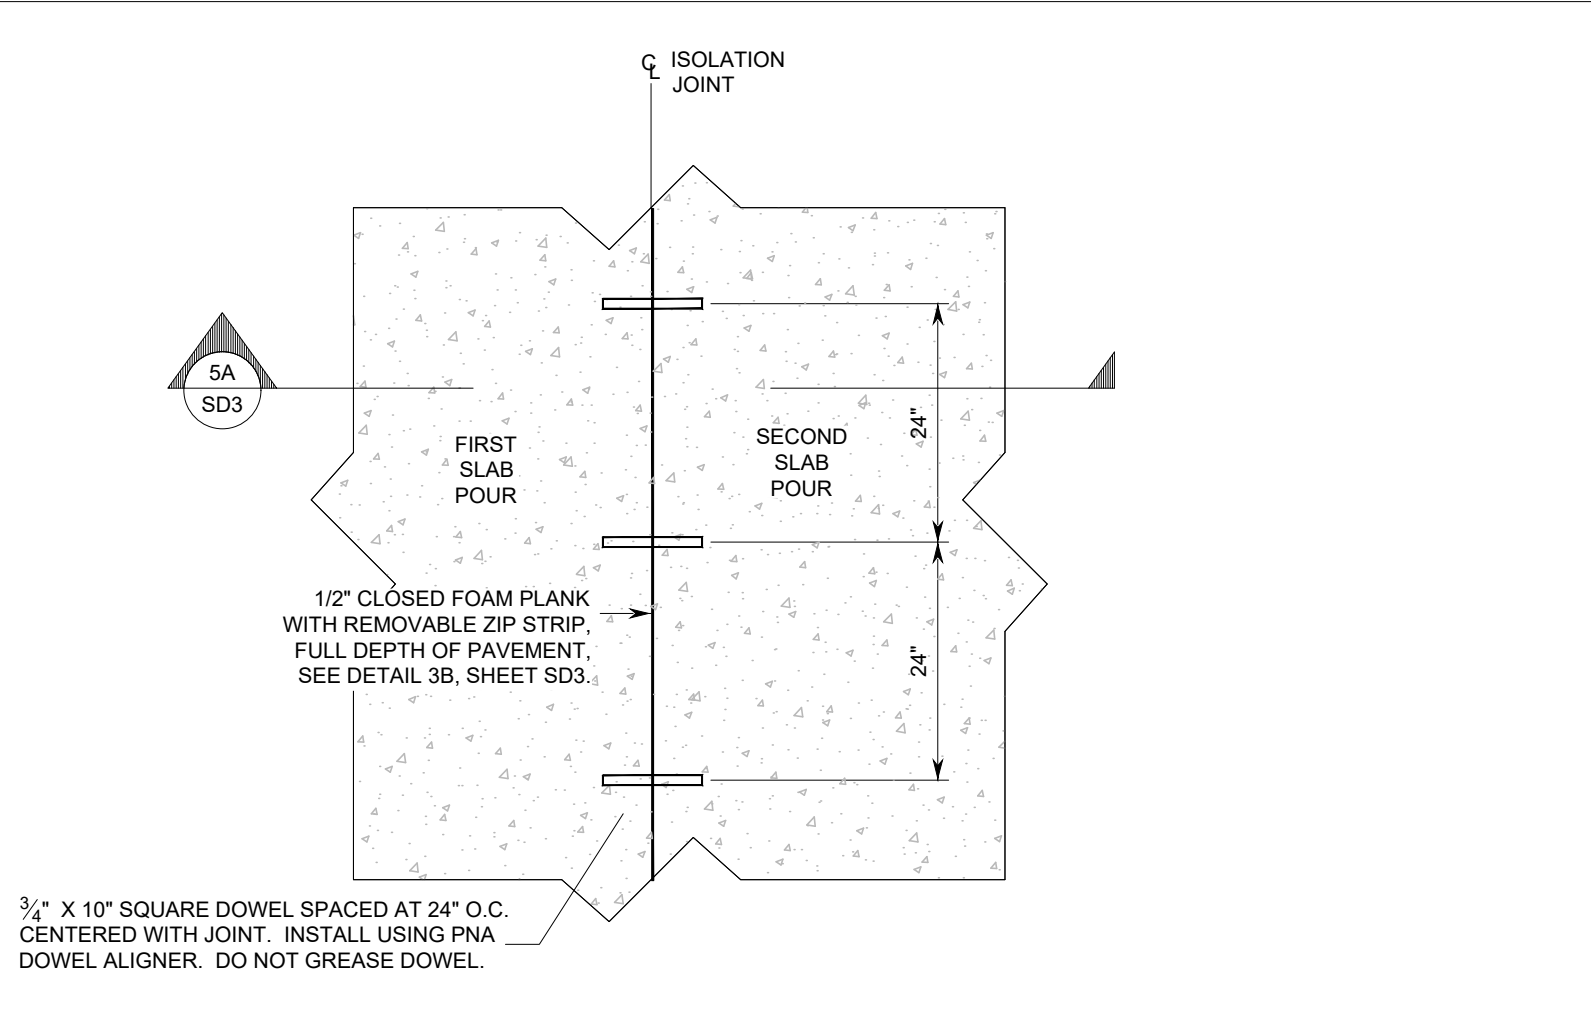 ℄ ISOLATION
JOINT
5A
SD3
24"
FIRST
SLAB
POUR
SECOND
SLAB
POUR
1/2" CLOSED FOAM PLANK
WITH REMOVABLE ZIP STRIP,
FULL DEPTH OF PAVEMENT,
SEE DETAIL 3B, SHEET SD3.
24"
3/4" X 10" SQUARE DOWEL SPACED AT 24" O.C.
CENTERED WITH JOINT. INSTALL USING PNA
DOWEL ALIGNER. DO NOT GREASE DOWEL.